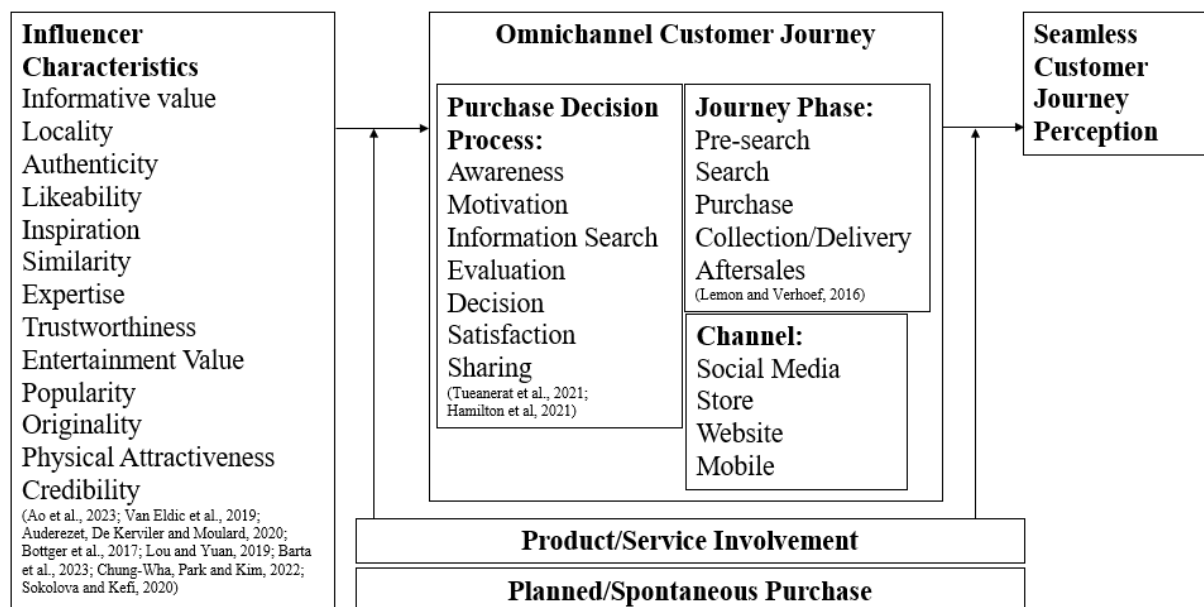 Influencer
Characteristics
Informative value
Locality
Authenticity
Likeability
Inspiration
Similarity
Expertise
Trustworthiness
Entertainment Value
Popularity
Originality
Physical Attractiveness
Credibility
(Ao et al., 2023; Van Eldic et al., 2019;
Auderezet, De Kerviler and Moulard, 2020;
Bottger et al., 2017; Lou and Yuan, 2019; Barta
et al., 2023; Chung-Wha, Park and Kim, 2022;
Sokolova and Kefi, 2020)
Omnichannel Customer Journey
Purchase Decision
Process:
Awareness
Motivation
Information Search
Evaluation
Decision
Satisfaction
Sharing
(Tueanerat et al., 2021;
Hamilton et al, 2021)
Journey Phase:
Pre-search
Search
Purchase
Collection/Delivery
Aftersales
(Lemon and Verhoef, 2016)
Channel:
Social Media
Store
Website
Mobile
Seamless
Customer
Journey
Perception
Product/Service Involvement
Planned/Spontaneous Purchase